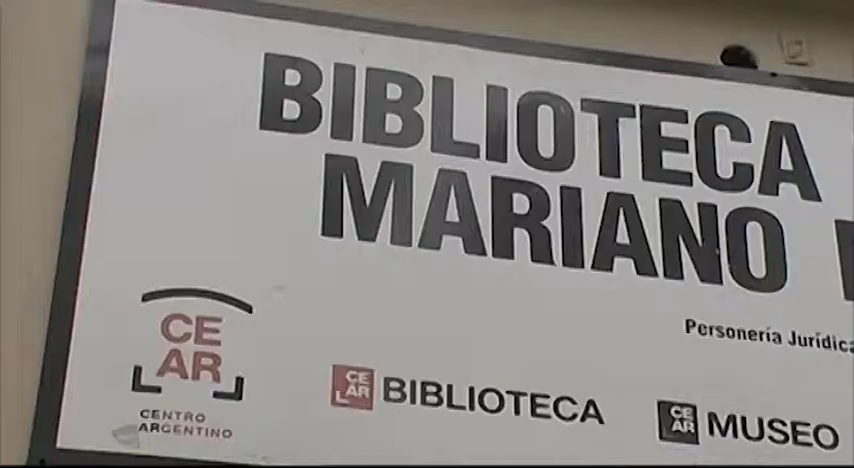 BIBLIOTECA
MARIANO
Personería Jurídica
CE
AR
CENTRO
ARGENTINO
CE
AR
BIBLIOTECA
CE
AR
MUSEO